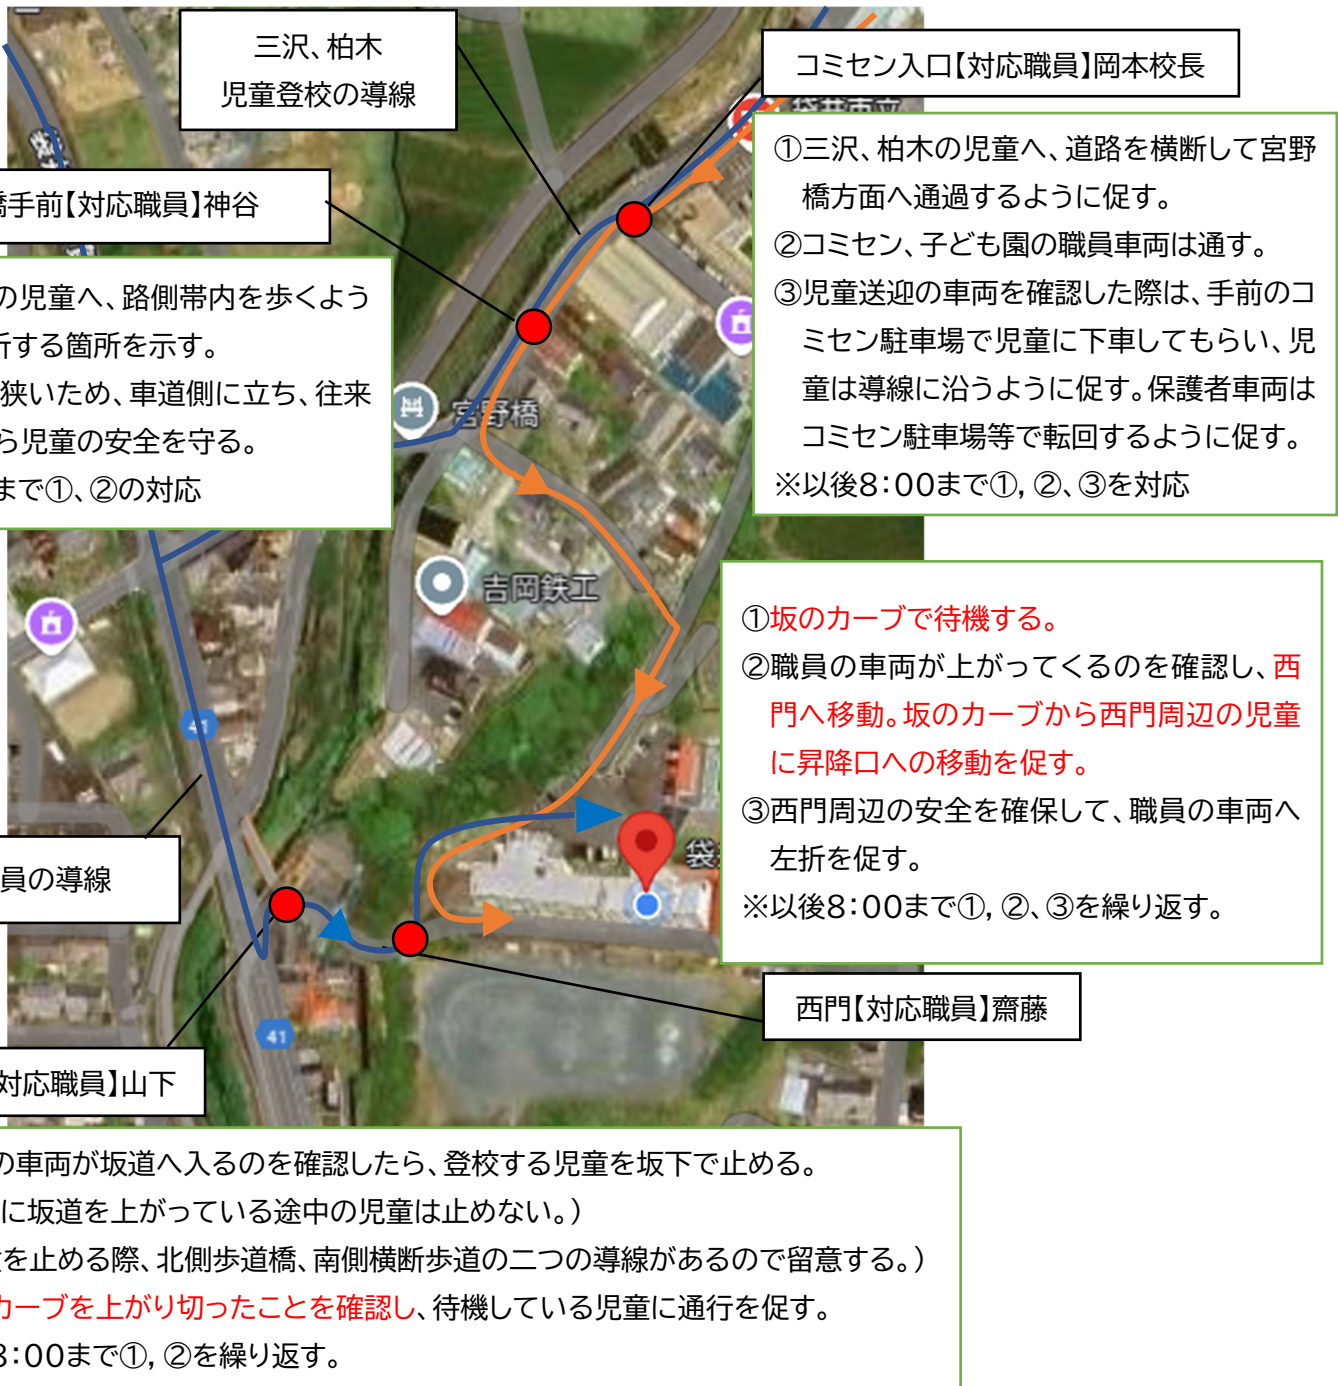 三沢、柏木
児童登校の導線
コミセン入口【対応職員】岡本校長
①三沢、柏木の児童へ、道路を横断して宮野
橋方面へ通過するように促す。
②コミセン、子ども園の職員車両は通す。
③児童送迎の車両を確認した際は、手前のコ
ミセン駐車場で児童に下車してもらい、児
童は導線に沿うように促す。保護者車両は
コミセン駐車場等で転回するように促す。
※以後8:00まで①,②、③を対応
手前【対応職員】神谷
の児童へ、路側帯内を歩くよう
する箇所を示す。
狭いため、車道側に立ち、往来
ら児童の安全を守る。
まで①、②の対応
宮野橋
吉岡鉄工
41
①坂のカーブで待機する。
②職員の車両が上がってくるのを確認し、西
門へ移動。坂のカーブから西門周辺の児童
に昇降口への移動を促す。
③西門周辺の安全を確保して、職員の車両へ
左折を促す。
※以後8:00まで①,②、③を繰り返す。
員の導線
袋
西門【対応職員】齋藤
41
対応職員】山下
の車両が坂道へ入るのを確認したら、登校する児童を坂下で止める。
に坂道を上がっている途中の児童は止めない。）
を止める際、北側歩道橋、南側横断歩道の二つの導線があるので留意する。）
カーブを上がり切ったことを確認し、待機している児童に通行を促す。
8:00まで①,②を繰り返す。